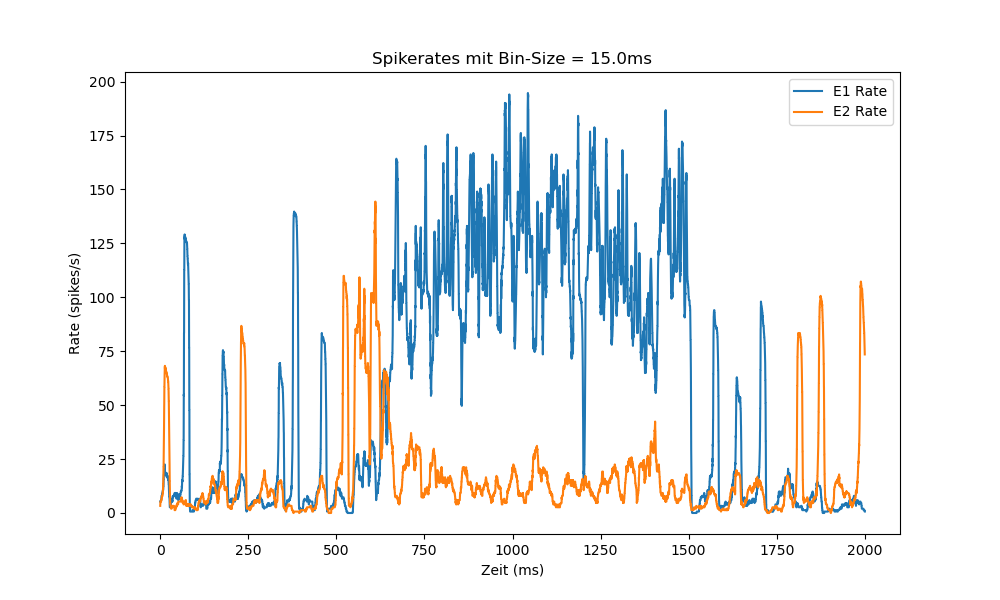 Spikerates mit Bin-Size = 15.0ms
E1 Rate
E2 Rate
200
175
150
125
100
75
50
25
0
Rate (spikes/s)
0 250 500 750 1000 1250 1500 1750 2000
Zeit (ms)